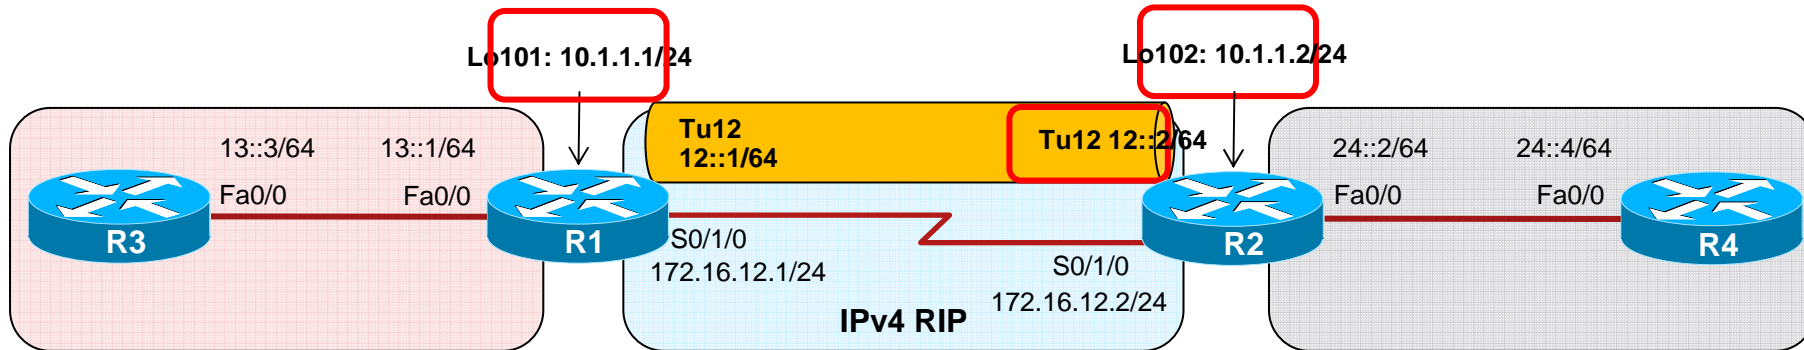 Lo101: 10.1.1.1/24
Lo102: 10.1.1.2/24
Tu12
12::1/64
Tu12 12::2/64
13::3/64
13::1/64
24::2/64
24::4/64
Fa0/0
Fa0/0
Fa0/0
Fa0/0
R3
R1
R2
R4
S0/1/0
172.16.12.1/24
S0/1/0
172.16.12.2/24
IPv4 RIP